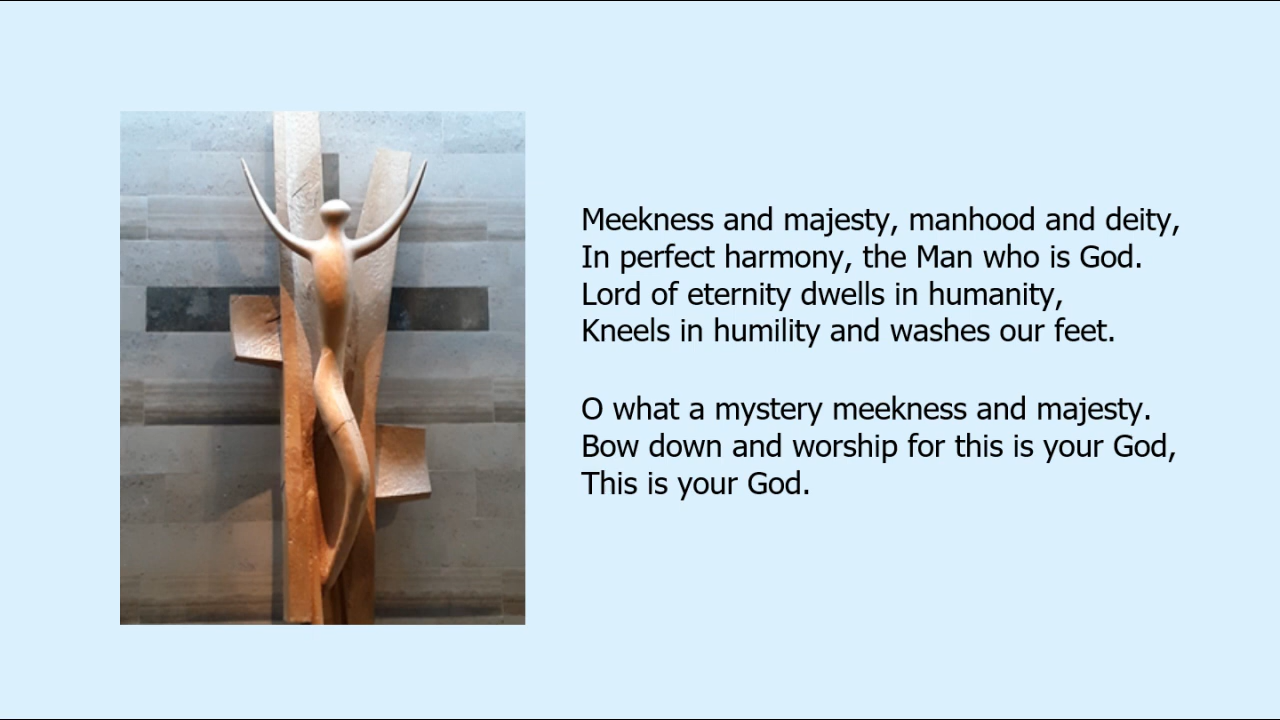 Meekness and majesty, manhood and deity,
In perfect harmony, the Man who is God.
Lord of eternity dwells in humanity,
Kneels in humility and washes our feet.
O what a mystery meekness and majesty.
Bow down and worship for this is your God,
This is your God.